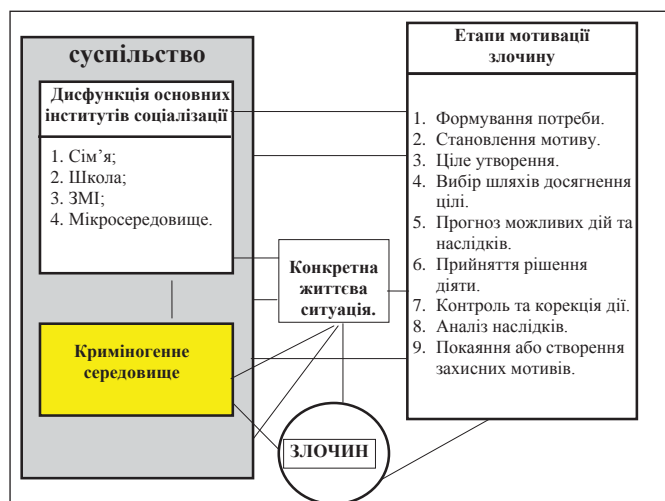 суспільство
Дисфункція основних
інститутів соціалізації
1. Сім’я;
2. Школа;
3. ЗМІ;
4. Мікросередовище.
Криміногенне
середовище
Конкретна
життєва
ситуація.
ЗЛОЧИН
Етапи мотивації
злочину
1. Формування потреби.
2. Становлення мотиву.
3. Ціле утворення.
4. Вибір шляхів досягнення
цілі.
5. Прогноз можливих дій та
наслідків.
6. Прийняття рішення
діяти.
7. Контроль та корекція дії.
8. Аналіз наслідків.
9. Покаяння або створення
захисних мотивів.